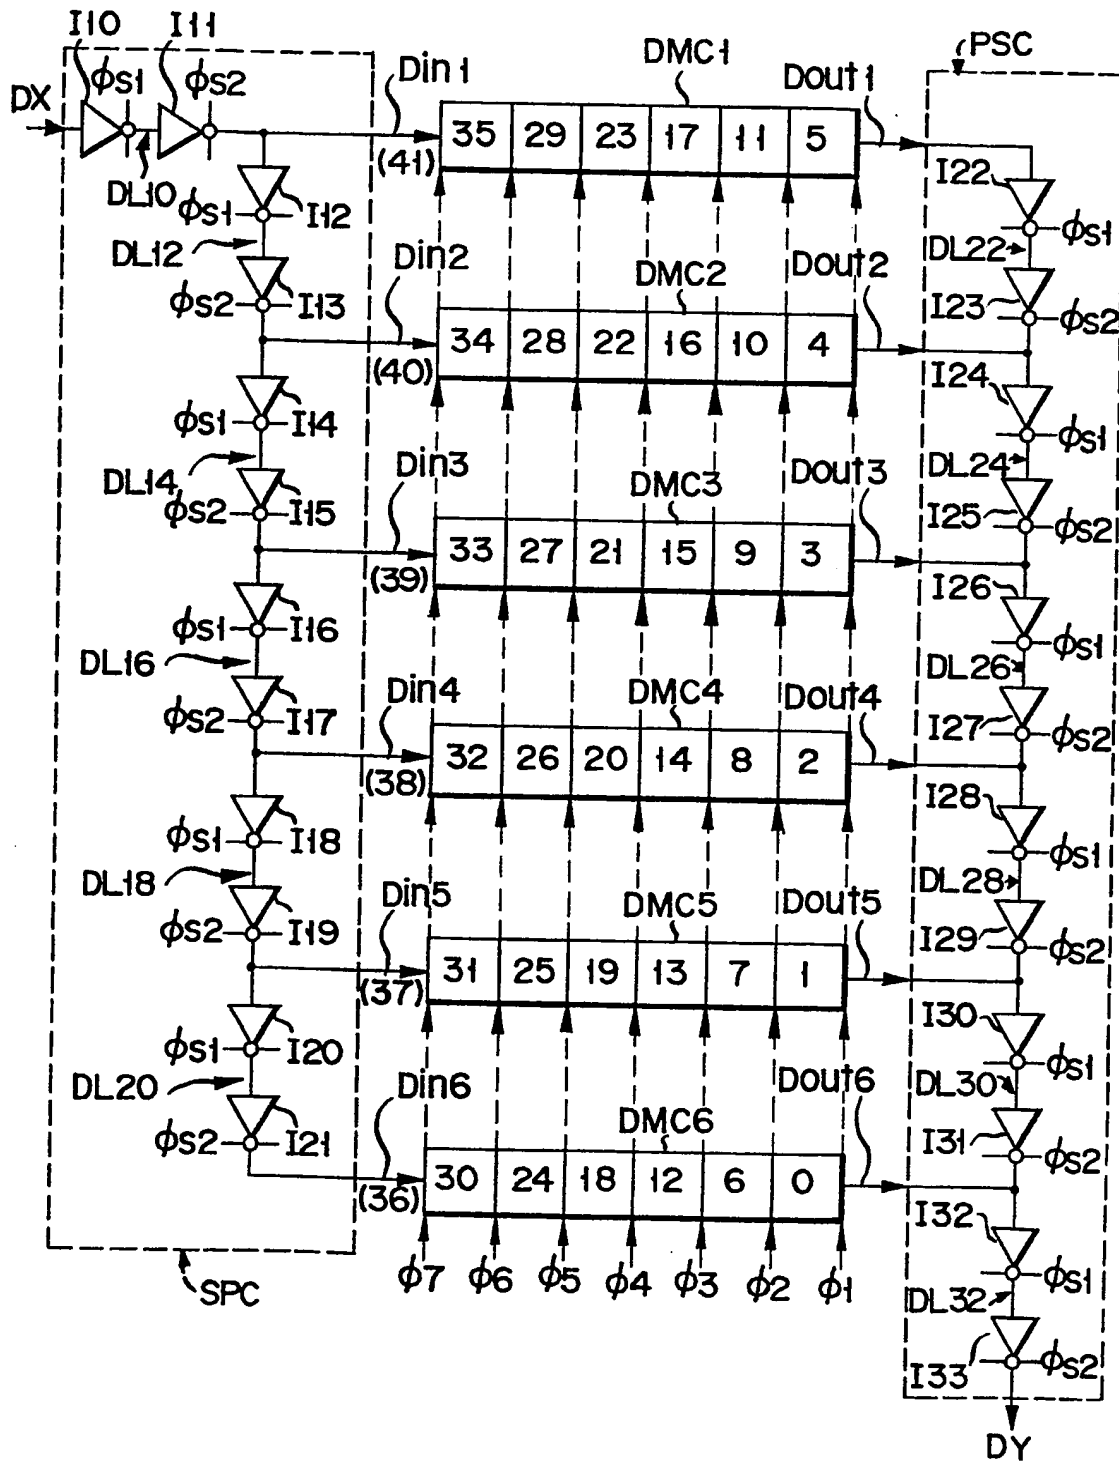 I10 I11
ϕS1 ϕS2
DX
DL10
Din1
(41)
DMC1
35 29 23 17 11 5
Dout1
PSC
I22
ϕS1
ϕS1 I12
DL12
DL22
ϕS2 I13
I23
ϕS2
Din2
(40)
DMC2
34 28 22 16 10 4
Dout2
ϕS1 I14
I24
ϕS1
DL14
DL24
ϕS2 I15
I25
ϕS2
Din3
(39)
DMC3
33 27 21 15 9 3
Dout3
ϕS1 I16
I26
ϕS1
DL16
DL26
ϕS2 I17
I27
ϕS2
Din4
(38)
DMC4
32 26 20 14 8 2
Dout4
ϕS1 I18
I28
ϕS1
DL18
DL28
ϕS2 I19
I29
ϕS2
Din5
(37)
DMC5
31 25 19 13 7 1
Dout5
ϕS1 I20
I30
ϕS1
DL20
DL30
ϕS2 I21
I31
ϕS2
Din6
(36)
DMC6
30 24 18 12 6 0
Dout6
I32
ϕS1
ϕ7 ϕ6 ϕ5 ϕ4 ϕ3 ϕ2 ϕ1
SPC
DL32
I33
ϕS2
DY